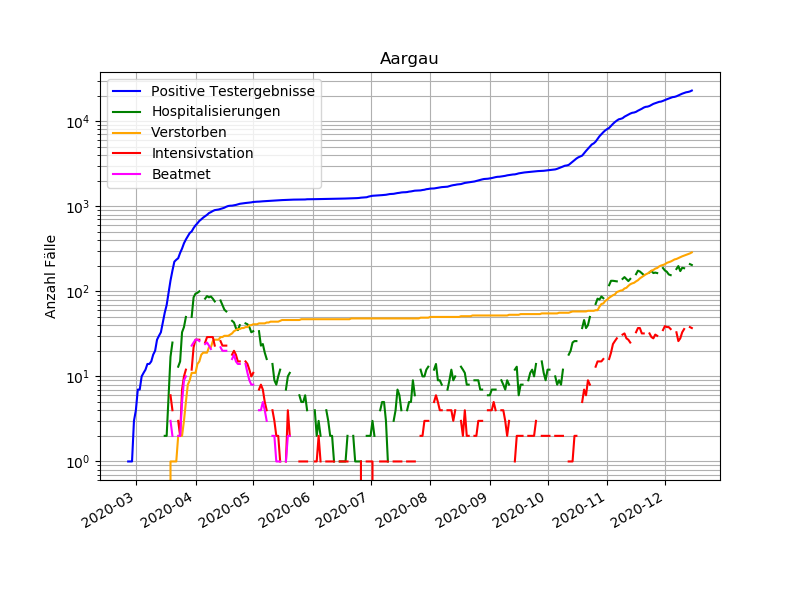 Aargau
Positive Testergebnisse
Hospitalisierungen
Verstorben
Intensivstation
Beatmet
Anzahl Fälle
10^4
10^3
10^2
10^1
10^0
2020-03
2020-04
2020-05
2020-06
2020-07
2020-08
2020-09
2020-10
2020-11
2020-12